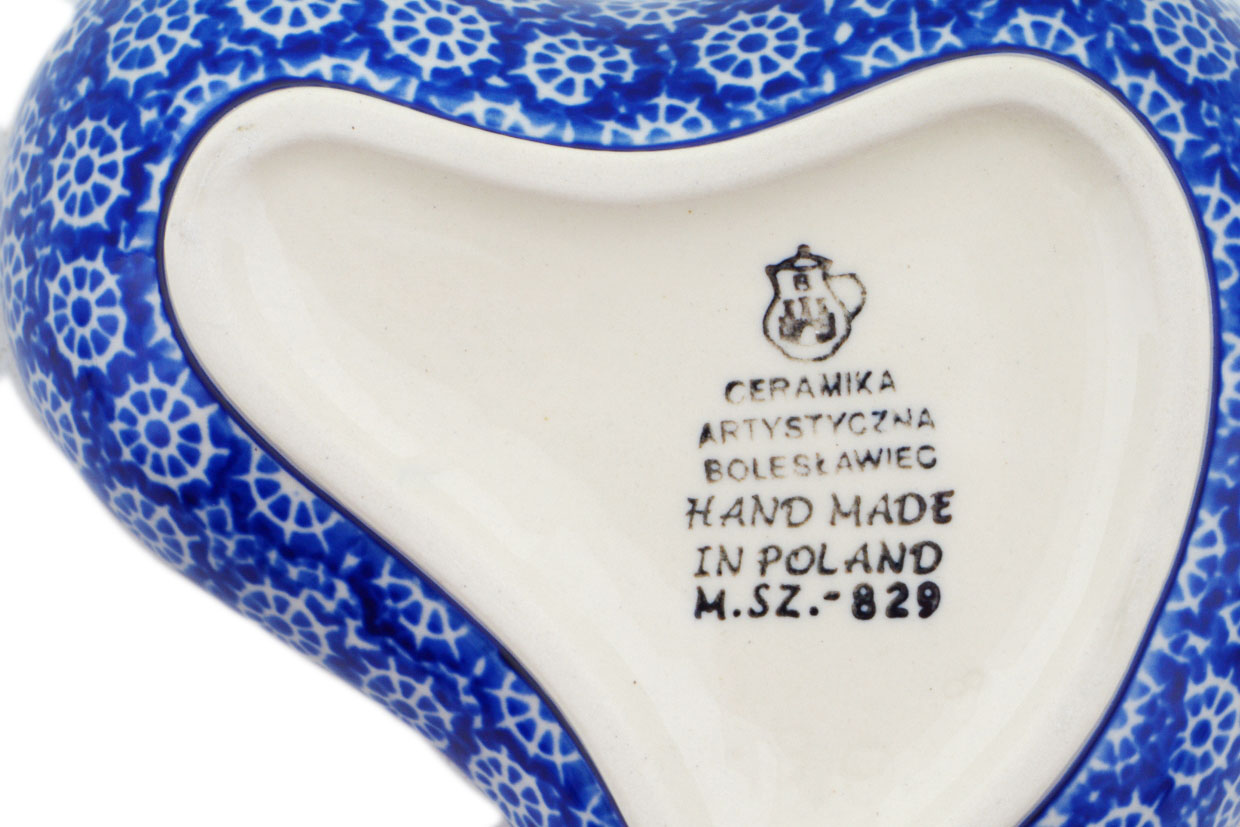 B
CERAMIKA
ARTYSTYCZNA
BOLESŁAWIEC
HAND MADE
IN POLAND
M.SZ.-829